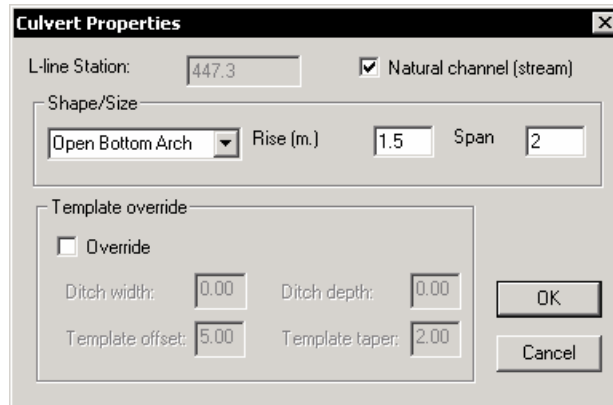 Culvert Properties
L-line Station: 447.3 Natural channel (stream)
Shape/Size
Open Bottom Arch Rise (m.) 1.5 Span 2
Template override
Override
Ditch width: 0.00 Ditch depth: 0.00
Template offset: 5.00 Template taper: 2.00
OK
Cancel